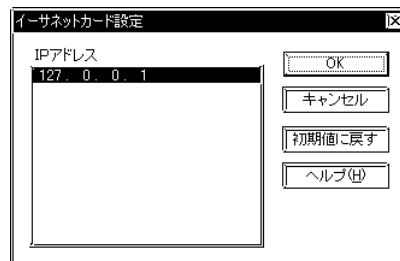 イーサネットカード設定
IPアドレス
127. 0. 0. 1
OK
キャンセル
初期値に戻す
ヘルプ(H)